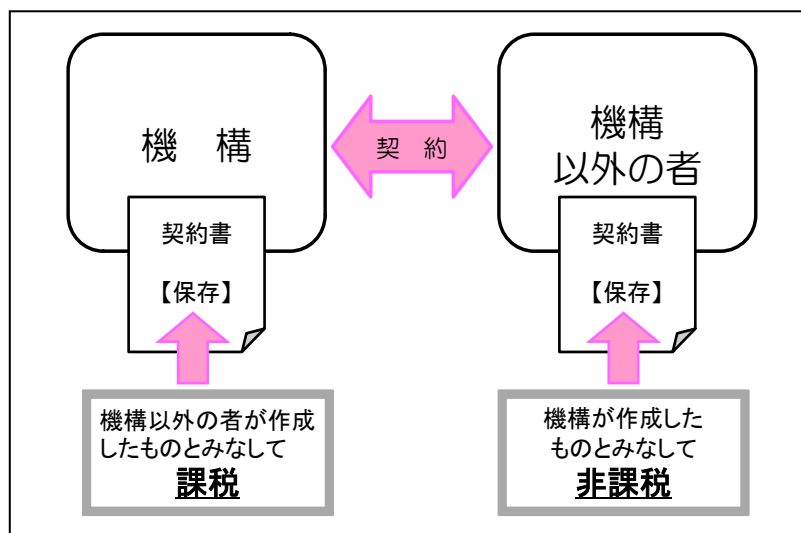 機　構
契　約
機構
以外の者
契約書
【保存】
契約書
【保存】
機構以外の者が作成
したものとみなして
課税
機構が作成した
ものとみなして
非課税